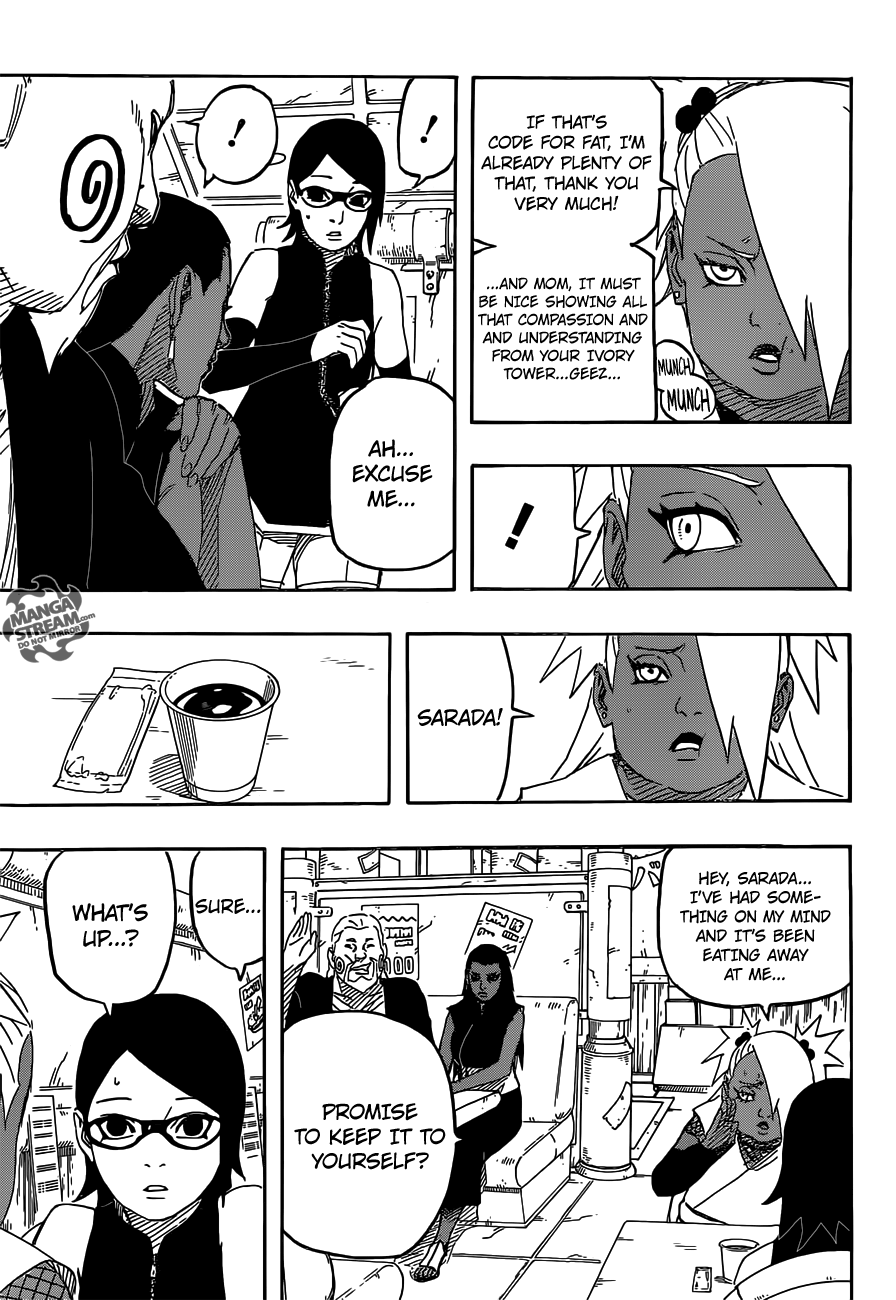 IF THAT'S
CODE FOR FAT, I'M
ALREADY PLENTY OF
THAT, THANK YOU
VERY MUCH!
...AND MOM, IT MUST
BE NICE SHOWING ALL
THAT COMPASSION AND
AND UNDERSTANDING
FROM YOUR IVORY
TOWER...GEEZ...
MUNCH
MUNCH
!
!
AH...
EXCUSE
ME...
!
MANGA
STREAM.com
DO NOT MIRROR
SARADA!
HEY, SARADA...
I'VE HAD SOME-
THING ON MY MIND
AND IT'S BEEN
EATING AWAY
AT ME...
PROMISE
TO KEEP IT TO
YOURSELF?
SURE...
WHAT'S
UP...?